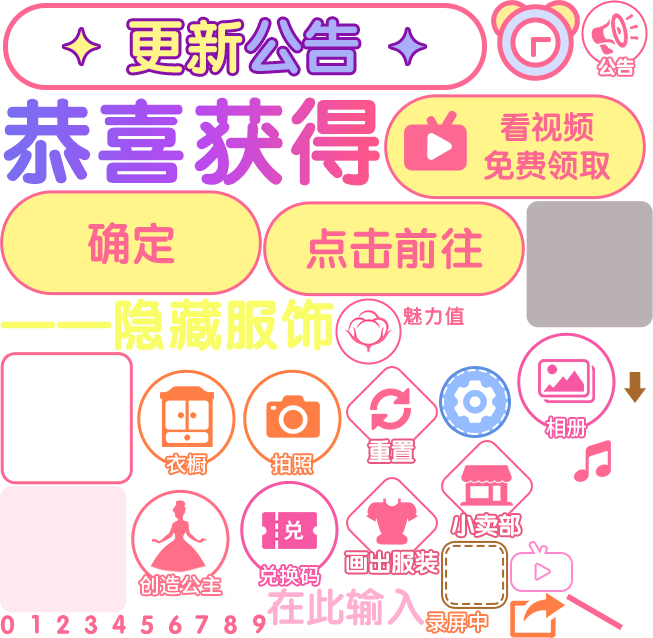 更新公告
公告
恭喜获得
看视频
免费领取
确定
点击前往
——隐藏服饰
魅力值
衣橱
拍照
重置
相册
创造公主
兑
兑换码
画出服装
小卖部
在此输入
录屏中
0 1 2 3 4 5 6 7 8 9